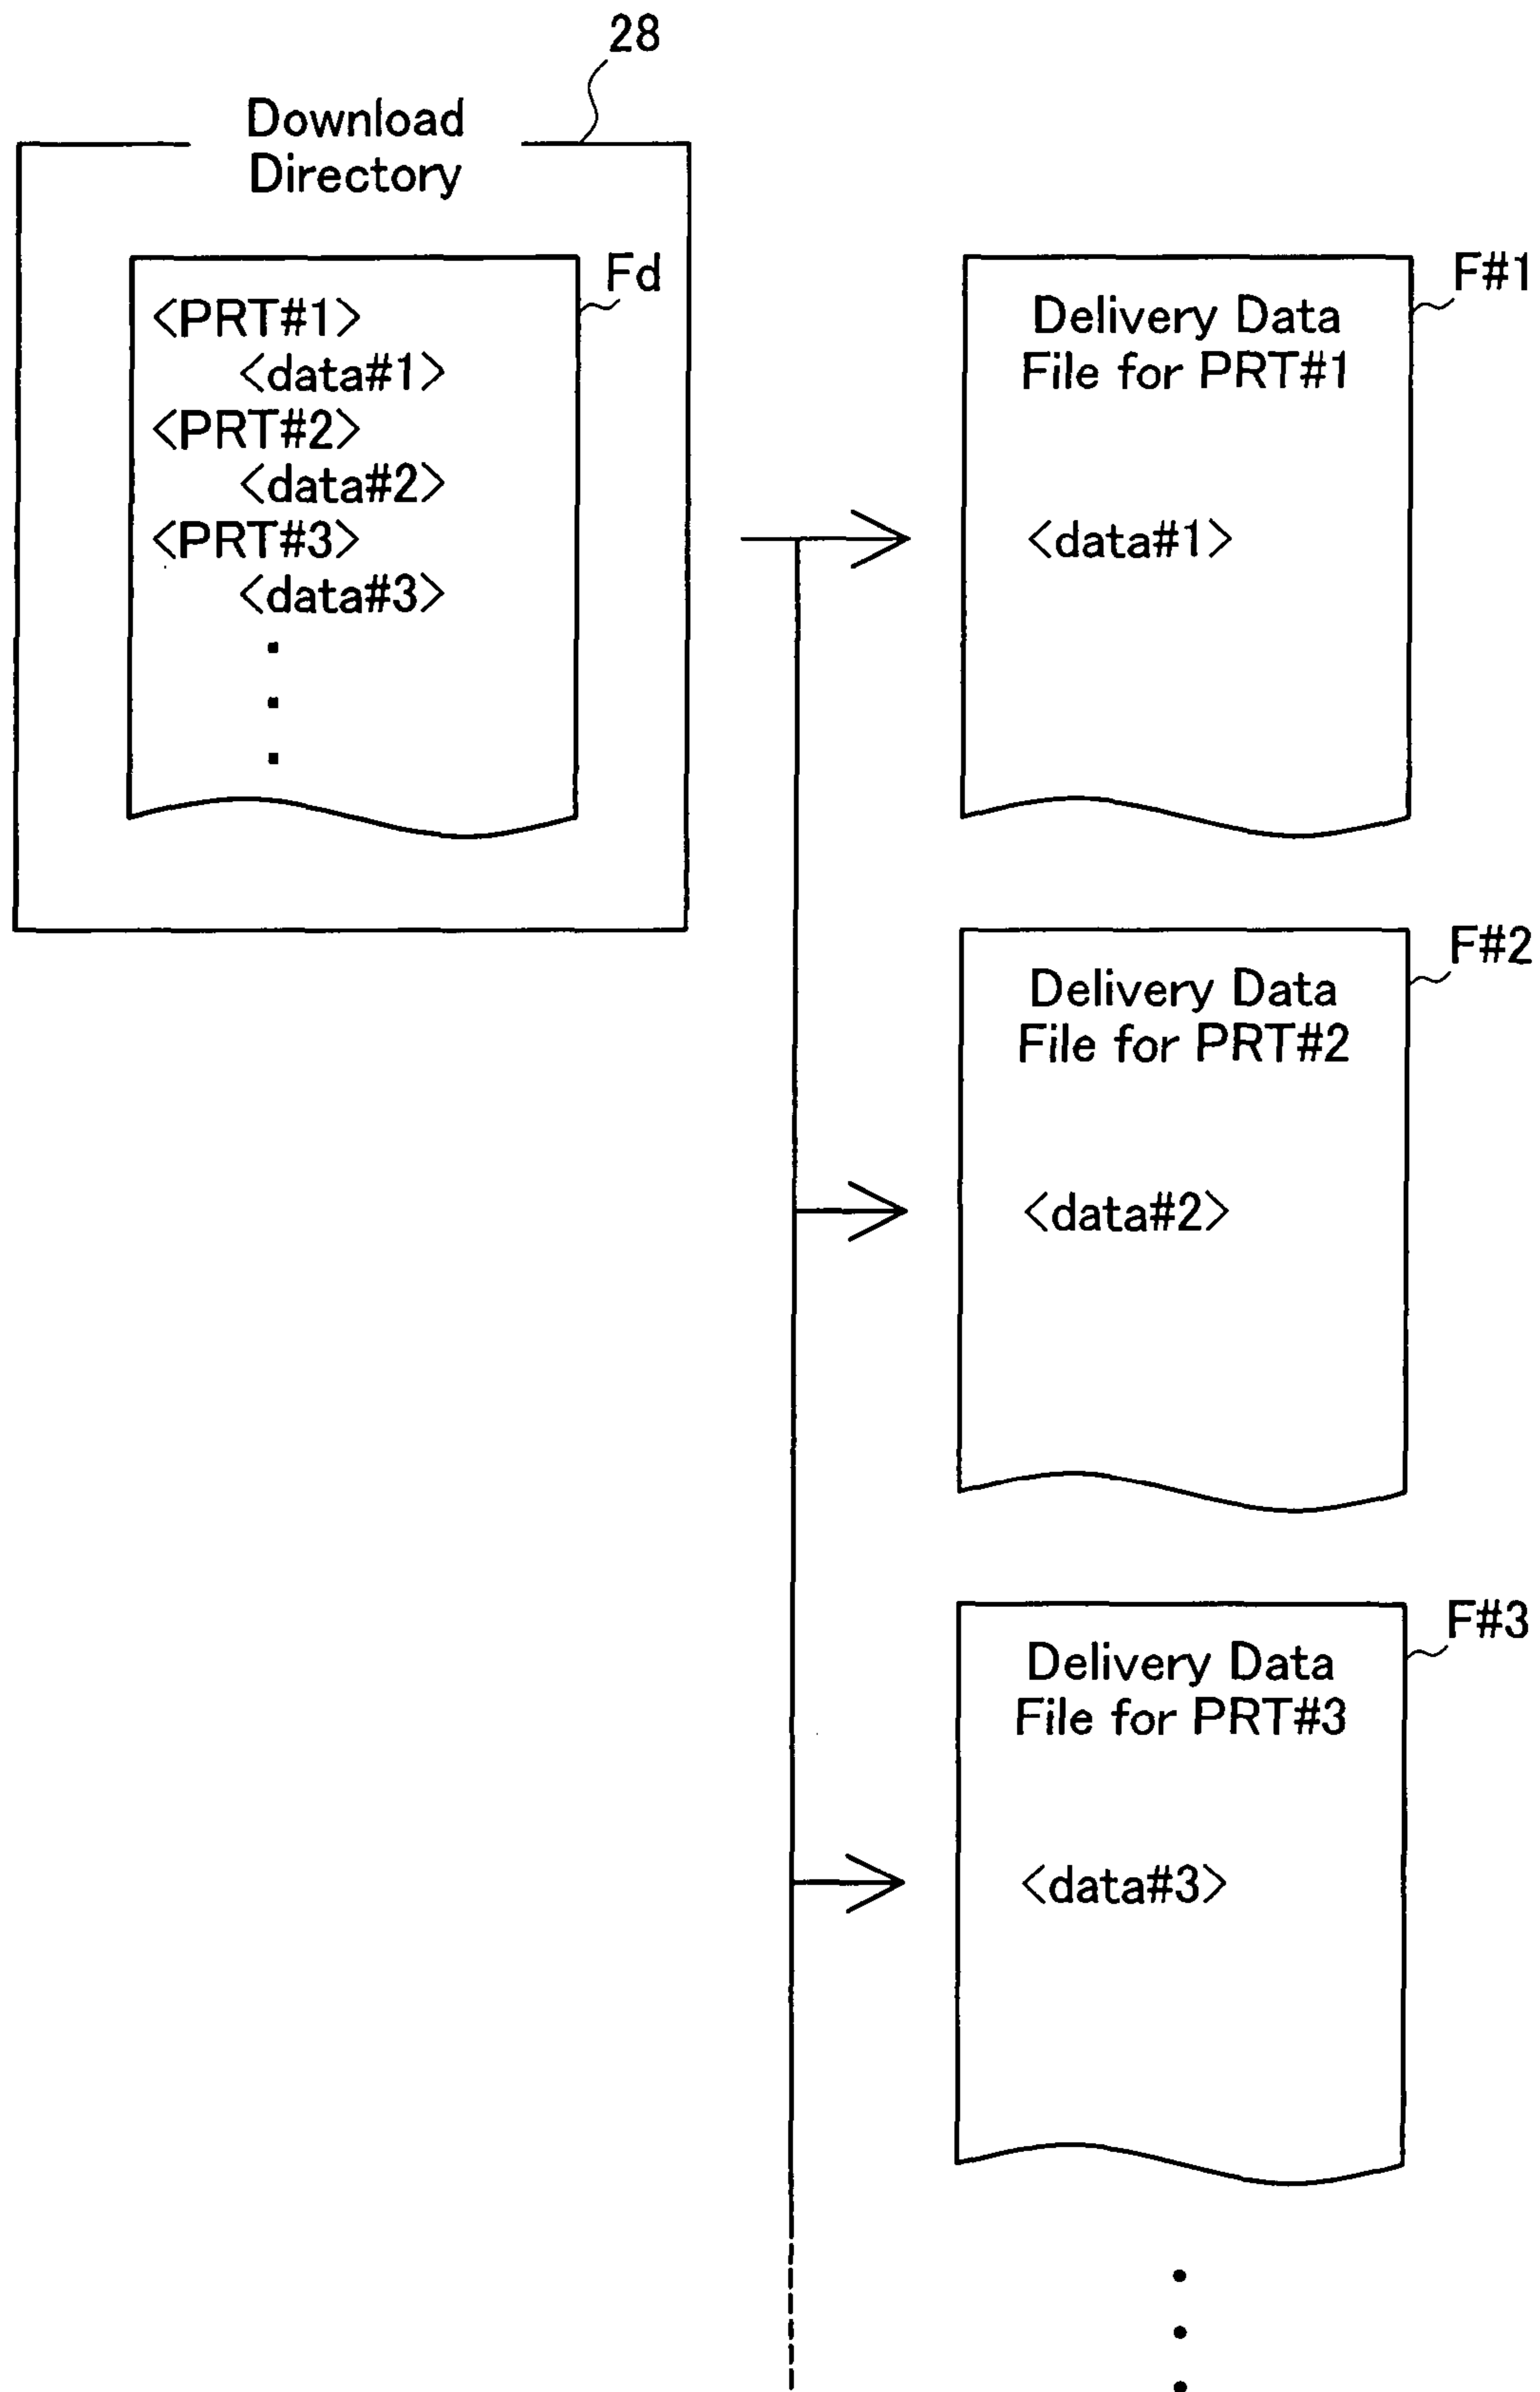 28
Download
Directory
Fd
<PRT#1>
<data#1>
<PRT#2>
<data#2>
<PRT#3>
<data#3>
F#1
Delivery Data
File for PRT#1
<data#1>
F#2
Delivery Data
File for PRT#2
<data#2>
F#3
Delivery Data
File for PRT#3
<data#3>